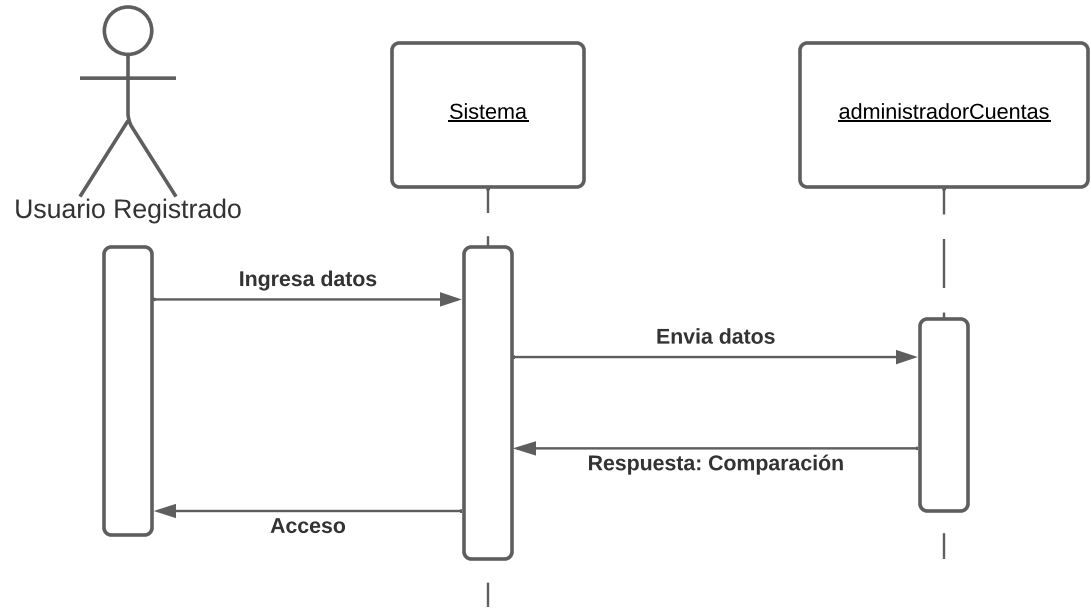 Sistema
administradorCuentas
Usuario Registrado
Ingresa datos
Envia datos
Respuesta: Comparación
Acceso